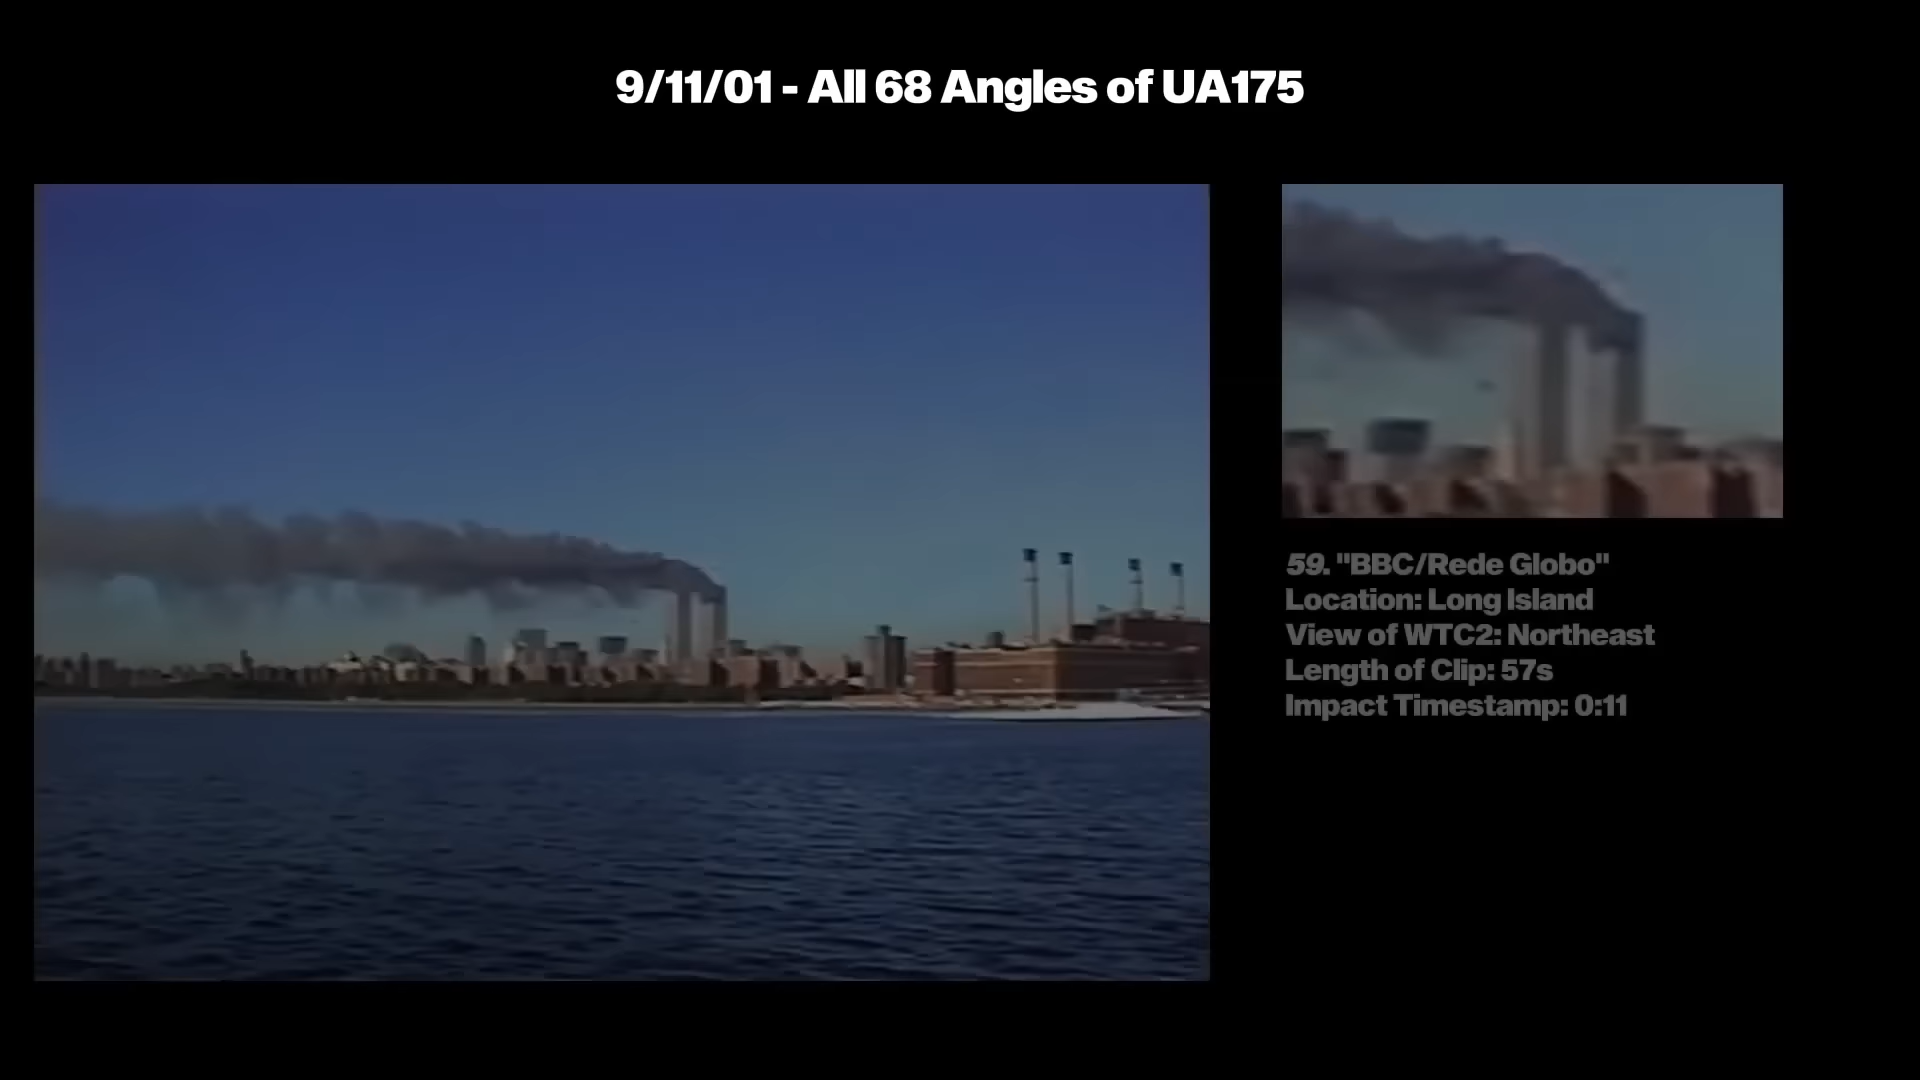 9/11/01 - All 68 Angles of UA175
59. "BBC/Rede Globo"
Location: Long Island
View of WTC2: Northeast
Length of Clip: 57s
Impact Timestamp: 0:11